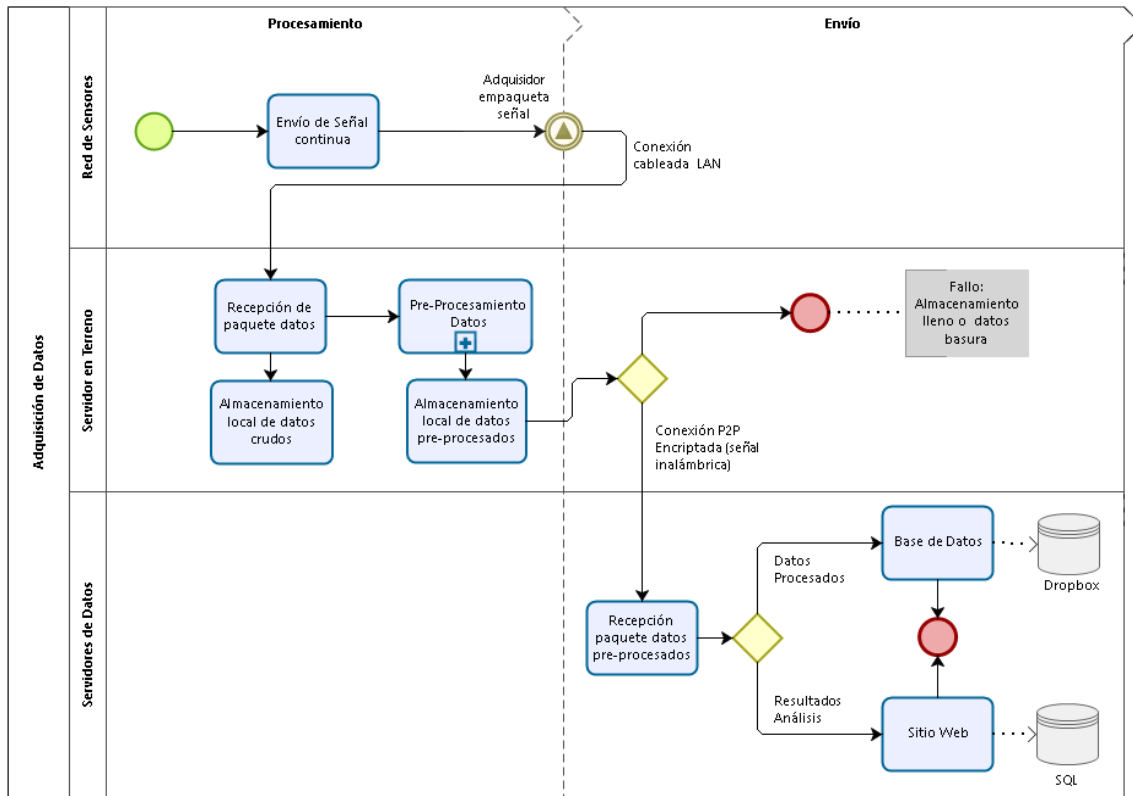 Procesamiento
Envío
Adquisición de Datos
Red de Sensores
Envío de Señal
continua
Adquisidor
empaqueta
señal
Conexión
cableada LAN
Servidor en Terreno
Recepción de
paquete datos
Pre-Procesamiento
Datos
Almacenamiento
local de datos
crudos
Almacenamiento
local de datos
pre-procesados
Fallo:
Almacenamiento
lleno o datos
basura
Conexión P2P
Encriptada (señal
inalámbrica)
Servidores de Datos
Recepción
paquete datos
pre-procesados
Datos
Procesados
Base de Datos
Dropbox
Resultados
Análisis
Sitio Web
SQL